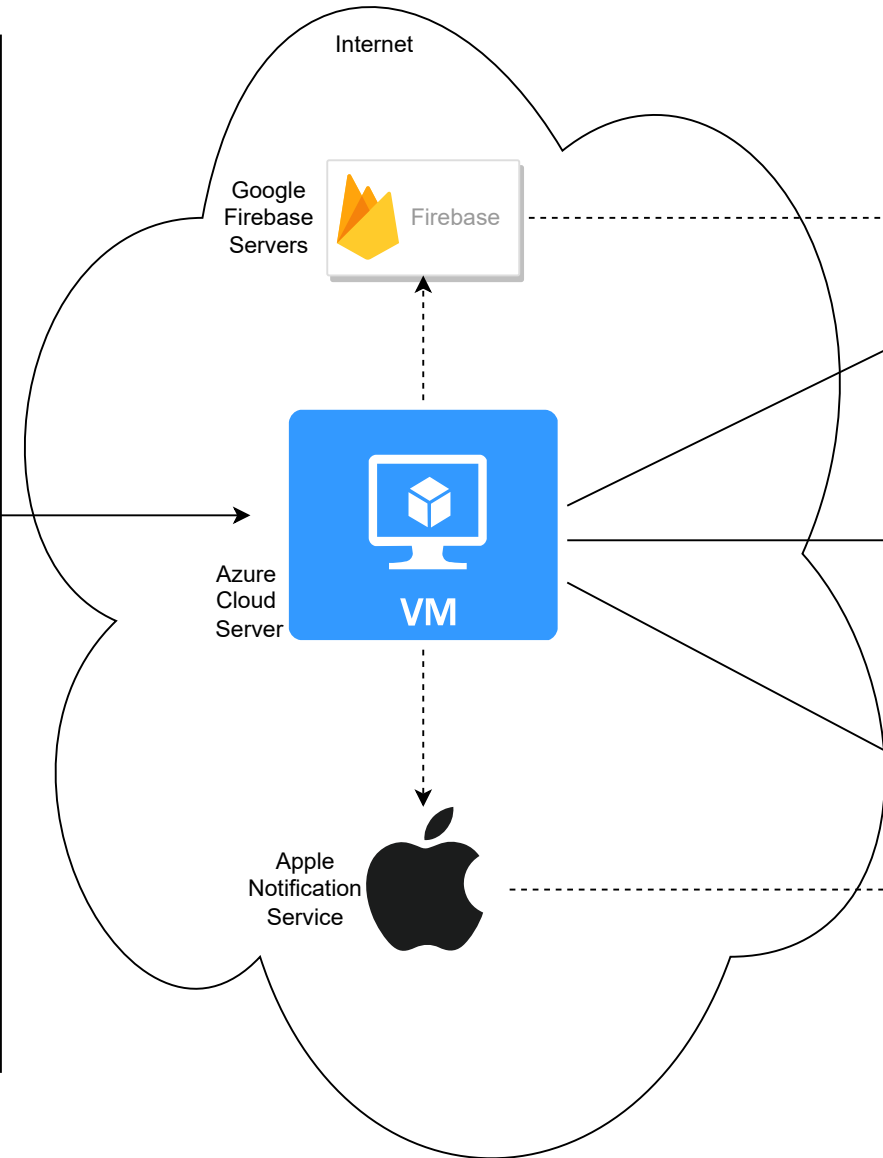 Internet
Google
Firebase
Servers
Firebase
Azure
Cloud
Server
VM
Apple
Notification
Service